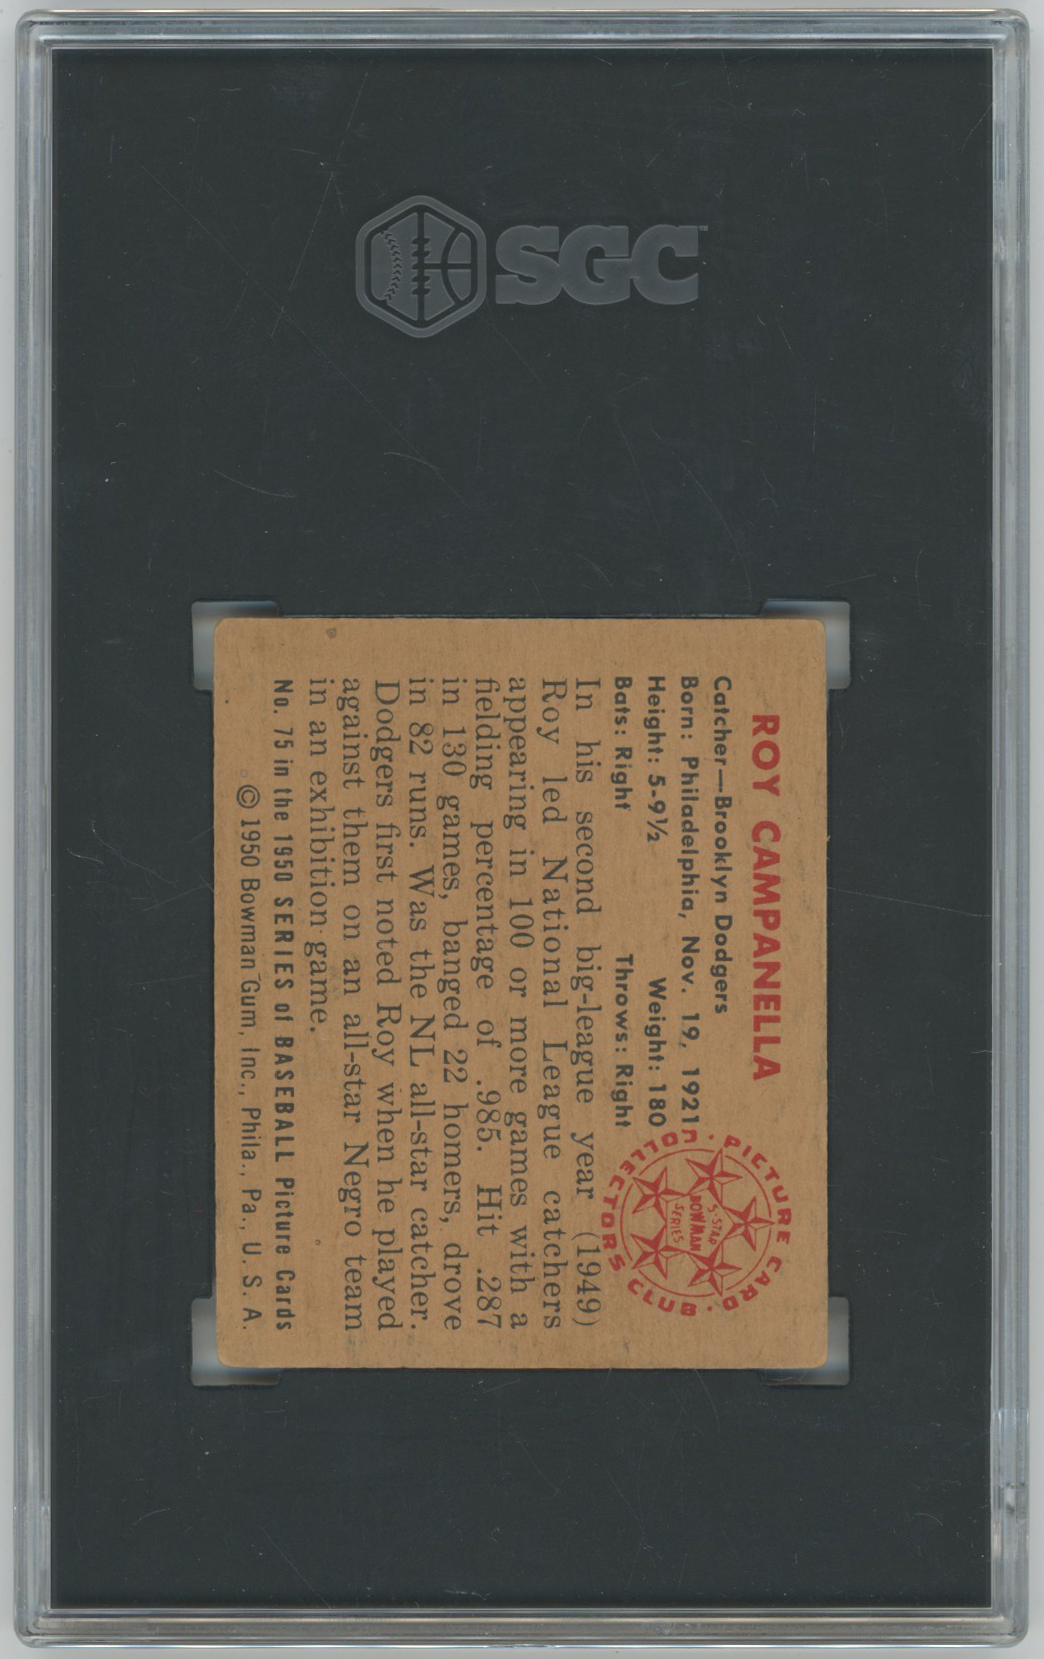 SGC
ROY CAMPANELLA
Catcher—Brooklyn Dodgers
Born: Philadelphia, Nov. 19, 1921
Height: 5-9½ Weight: 180
Bats: Right Throws: Right
PICTURE CARD COLLECTORS CLUB
5-STAR
BOWMAN
SERIES
In his second big-league year (1949)
Roy led National League catchers
appearing in 100 or more games with a
fielding percentage of .985. Hit .287
in 130 games, banged 22 homers, drove
in 82 runs. Was the NL all-star catcher.
Dodgers first noted Roy when he played
against them on an all-star Negro team
in an exhibition game.
No. 75 in the 1950 SERIES of BASEBALL Picture Cards
© 1950 Bowman Gum, Inc., Phila., Pa., U. S. A.